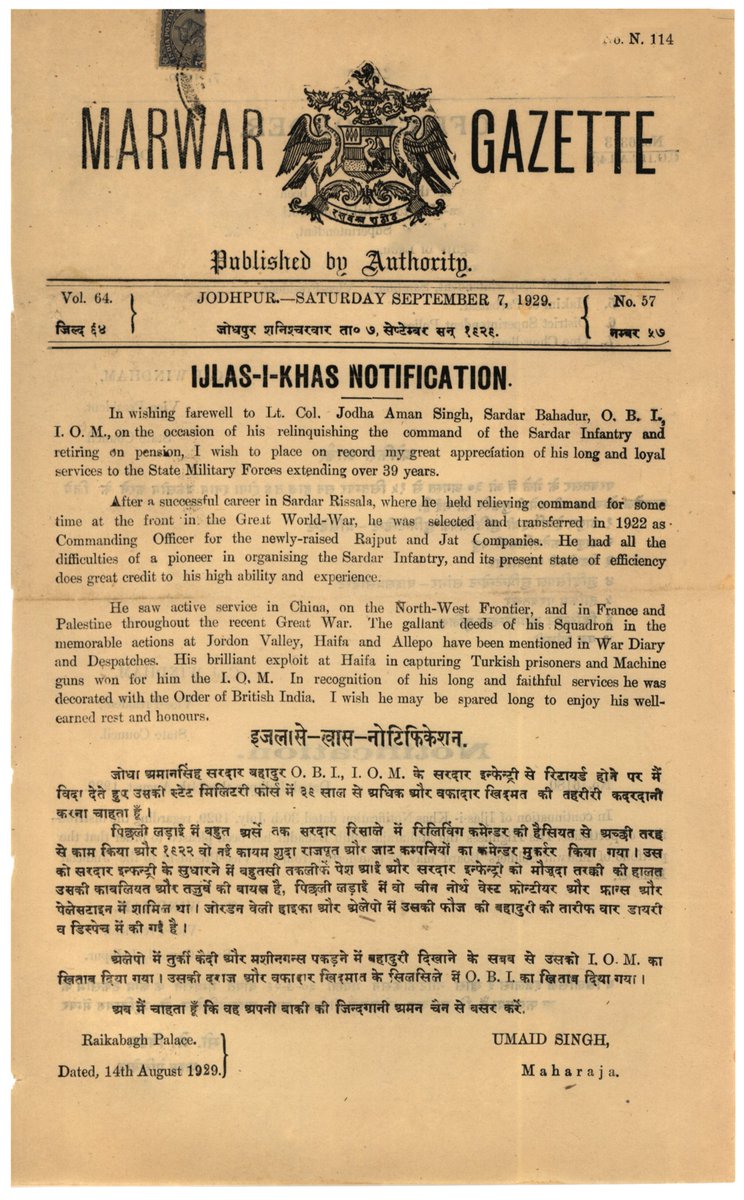 No. N. 114
MARWAR GAZETTE
Published by Authority.
Vol. 64. JODHPUR.—SATURDAY SEPTEMBER 7, 1929. No. 57
जिल्द ६४ जोधपुर शनिश्चरवार ता० ७, सेप्टेम्बर सन् १९२९. नम्बर ५७
IJLAS-I-KHAS NOTIFICATION.
In wishing farewell to Lt. Col. Jodha Aman Singh, Sardar Bahadur, O. B. I.,
I. O. M., on the occasion of his relinquishing the command of the Sardar Infantry and
retiring on pension, I wish to place on record my great appreciation of his long and loyal
services to the State Military Forces extending over 39 years.
After a successful career in Sardar Rissala, where he held relieving command for some
time at the front in the Great World-War, he was selected and transferred in 1922 as
Commanding Officer for the newly-raised Rajput and Jat Companies. He had all the
difficulties of a pioneer in organising the Sardar Infantry, and its present state of efficiency
does great credit to his high ability and experience.
He saw active service in China, on the North-West Frontier, and in France and
Palestine throughout the recent Great War. The gallant deeds of his Squadron in the
memorable actions at Jordon Valley, Haifa and Allepo have been mentioned in War Diary
and Despatches. His brilliant exploit at Haifa in capturing Turkish prisoners and Machine
guns won for him the I. O. M. In recognition of his long and faithful services he was
decorated with the Order of British India. I wish he may be spared long to enjoy his well-
earned rest and honours.
इजलासे-खास-नोटिफिकेशन.
जोधा अमानसिंह सरदार बहादुर O. B. I., I. O. M. के सरदार इन्फेन्ट्री से रिटायर्ड होने पर मैं
विदा देते हुए उसकी स्टेट मिलिटरी फोर्स में ३९ साल से अधिक और वफादार खिदमत की तहरीरी कदरदानी
करना चाहता हूँ।
पिछली लड़ाई में बहुत अर्से तक सरदार रिसाले में रिलिविंग कमेन्डर की हैसियत से अच्छी तरह
से काम किया और १९२२ वो नई कायम शुदा राजपूत और जाट कम्पनियों का कमेन्डर मुकर्रर किया गया। उस
को सरदार इन्फन्ट्री के सुधारने में बहुतसी तकलीफें पेश आई और सरदार इन्फेन्ट्री को मौजूदा तरक्की की हालत
उसकी काबलियत और तजुर्बे की बायस है, पिछली लड़ाई में वो चीन नोर्थ वेस्ट फ्रोन्टीयर और फ्रान्स और
पेलेसटाइन में शामिल था। जोरडन वेली हाइफा और अेलेपो में उसकी फौज की बहादुरी की तारीफ वार डायरी
व डिस्पेच में की गई है।
अेलेपो में तुर्की कैदी और मशीनगन्स पकड़ने में बहादुरी दिखाने के सबब से उसको I. O. M. का
खिताब दिया गया। उसकी दराज और वफादार खिदमात के सिलसिले में O. B. I. का खिताब दिया गया।
अब मैं चाहता हूँ कि वह अपनी बाकी की जिन्दगानी अमन चेन से बसर करें.
Raikabagh Palace. UMAID SINGH,
Dated, 14th August 1929. Maharaja.